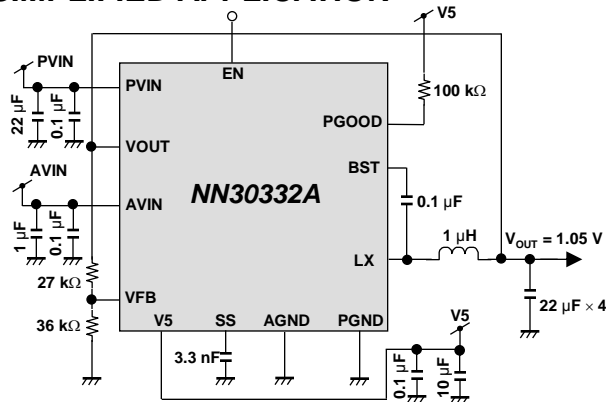 V5
EN
PVIN
PVIN
22 µF
0.1 µF
100 kΩ
PGOOD
VOUT
BST
AVIN
AVIN
NN30332A
0.1 µF
1 µF
0.1 µF
1 µH
VOUT = 1.05 V
LX
27 kΩ
VFB
22 µF × 4
36 kΩ
V5 SS AGND PGND
V5
3.3 nF
0.1 µF
10 µF